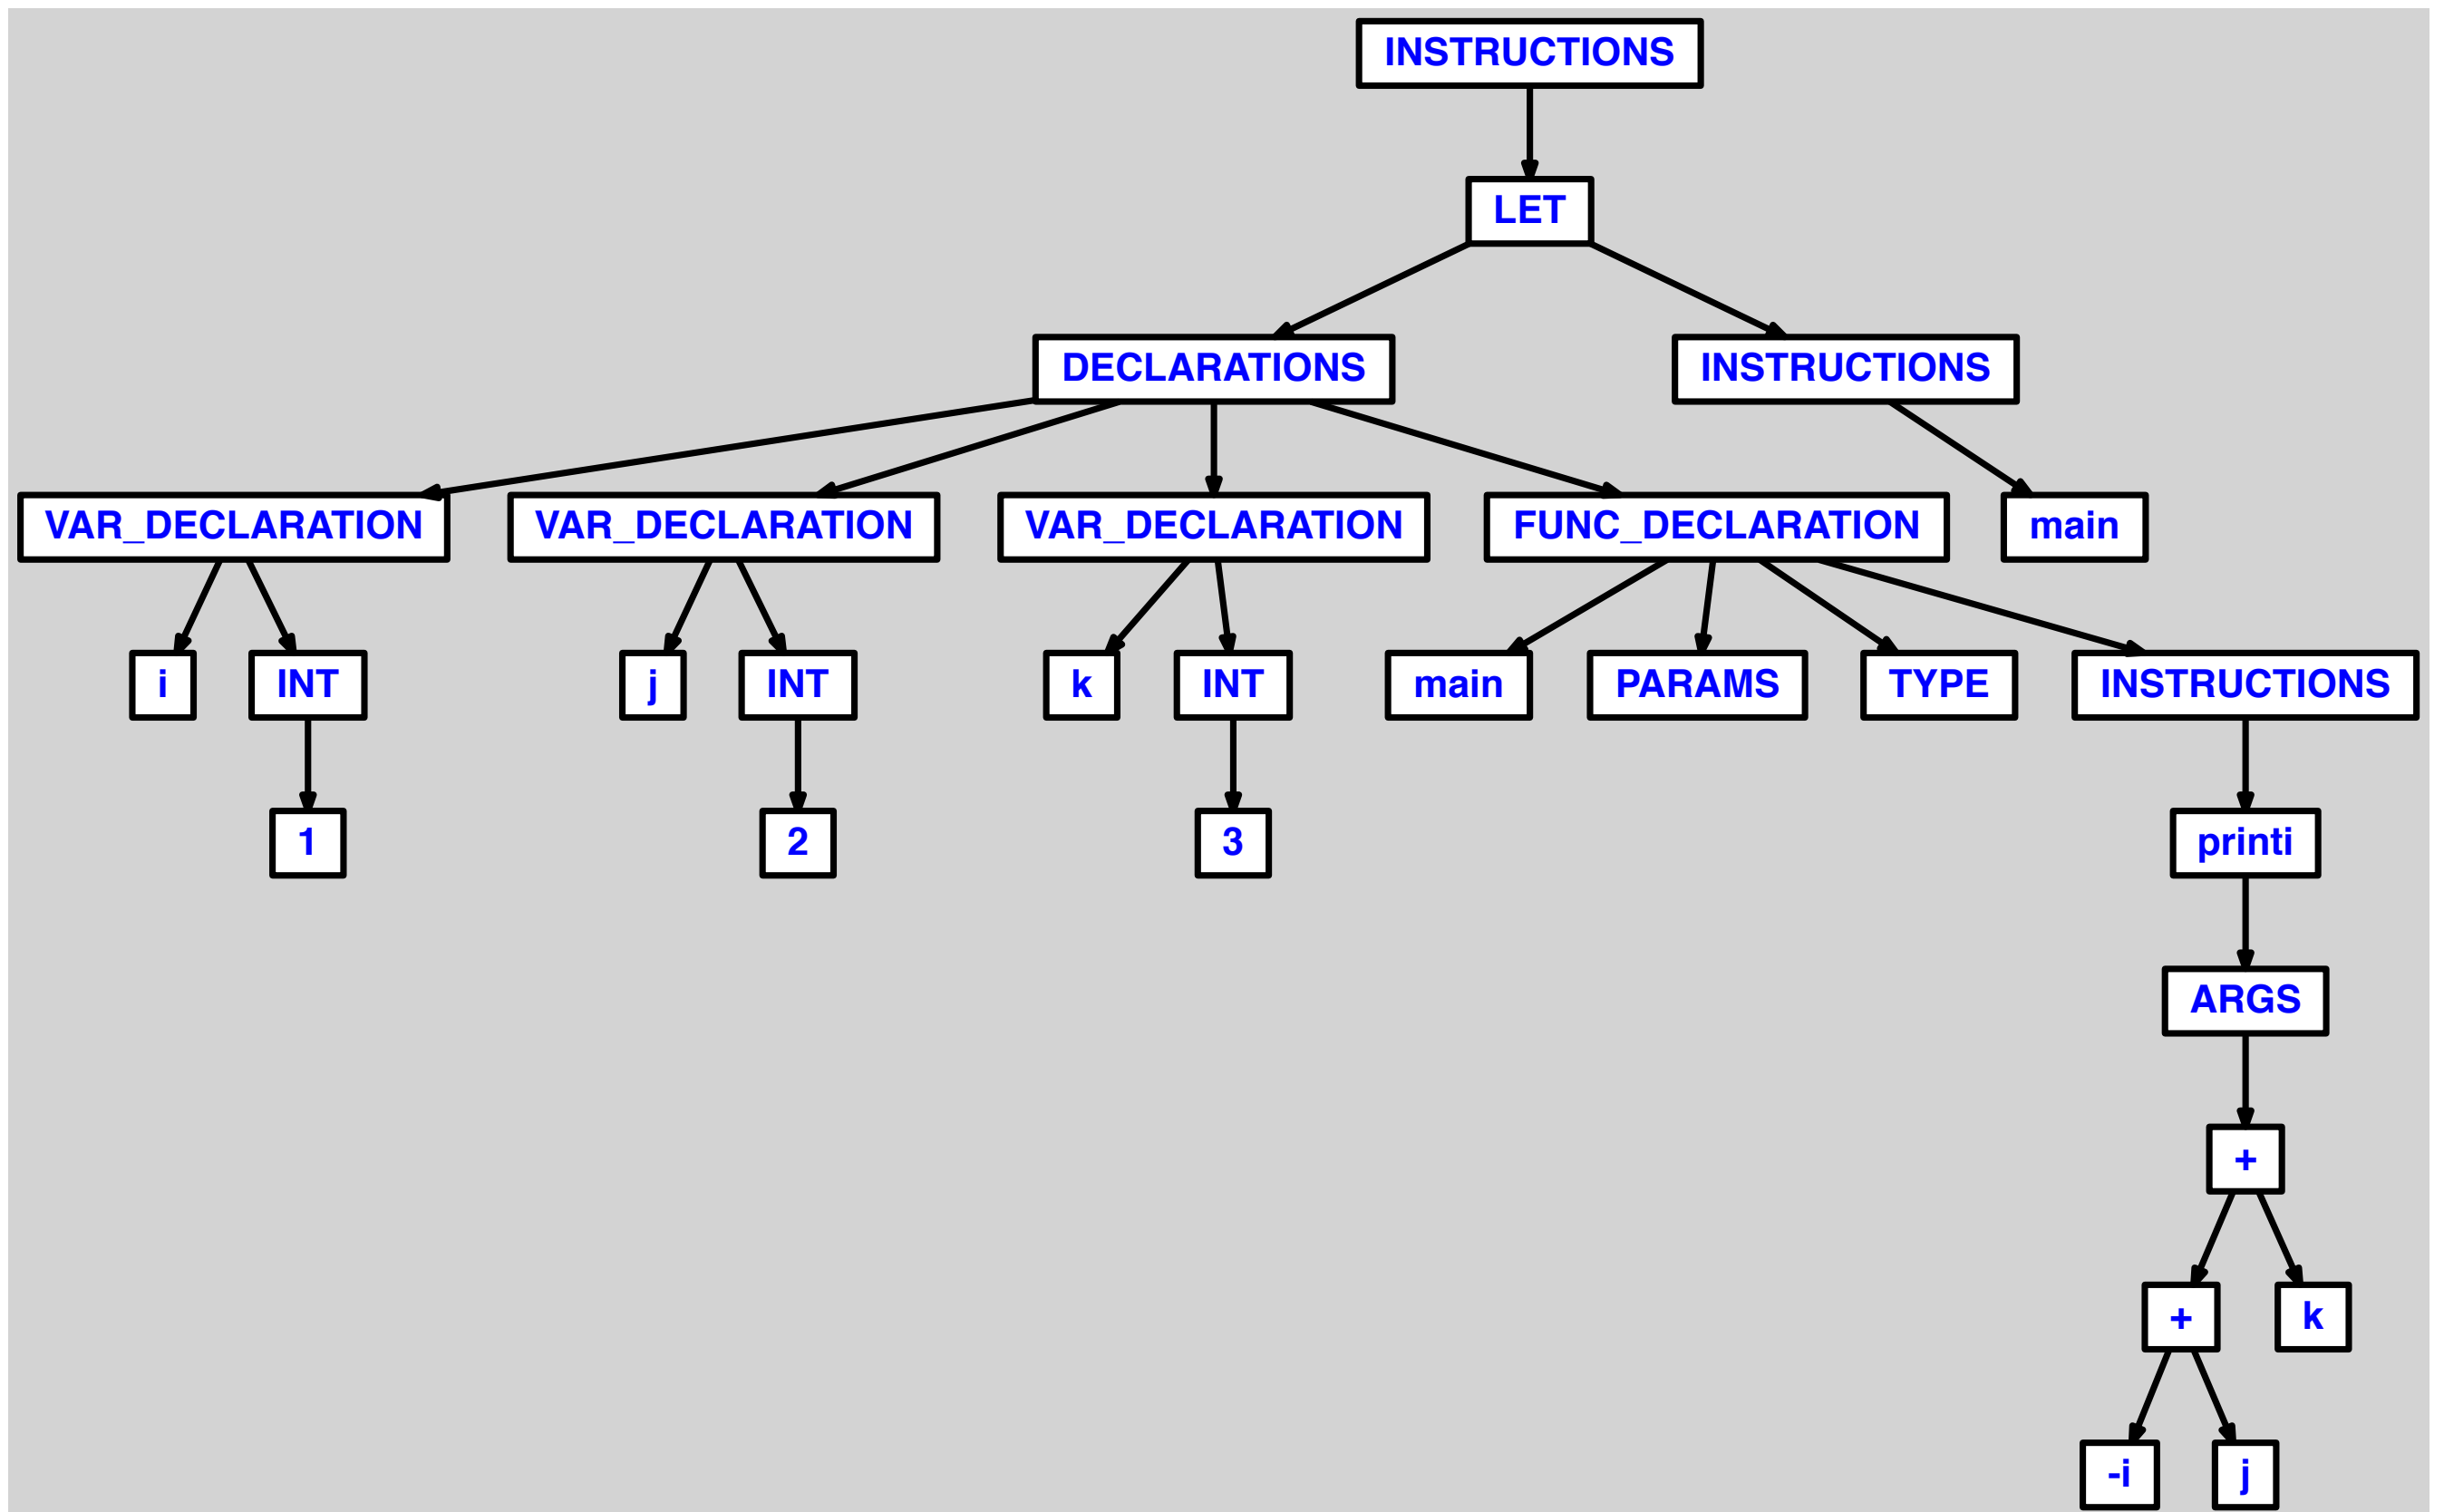 INSTRUCTIONS
LET
DECLARATIONS INSTRUCTIONS
VAR_DECLARATION VAR_DECLARATION VAR_DECLARATION FUNC_DECLARATION main
i INT j INT k INT main PARAMS TYPE INSTRUCTIONS
1 2 3 printi
ARGS
+
+ k
-i j